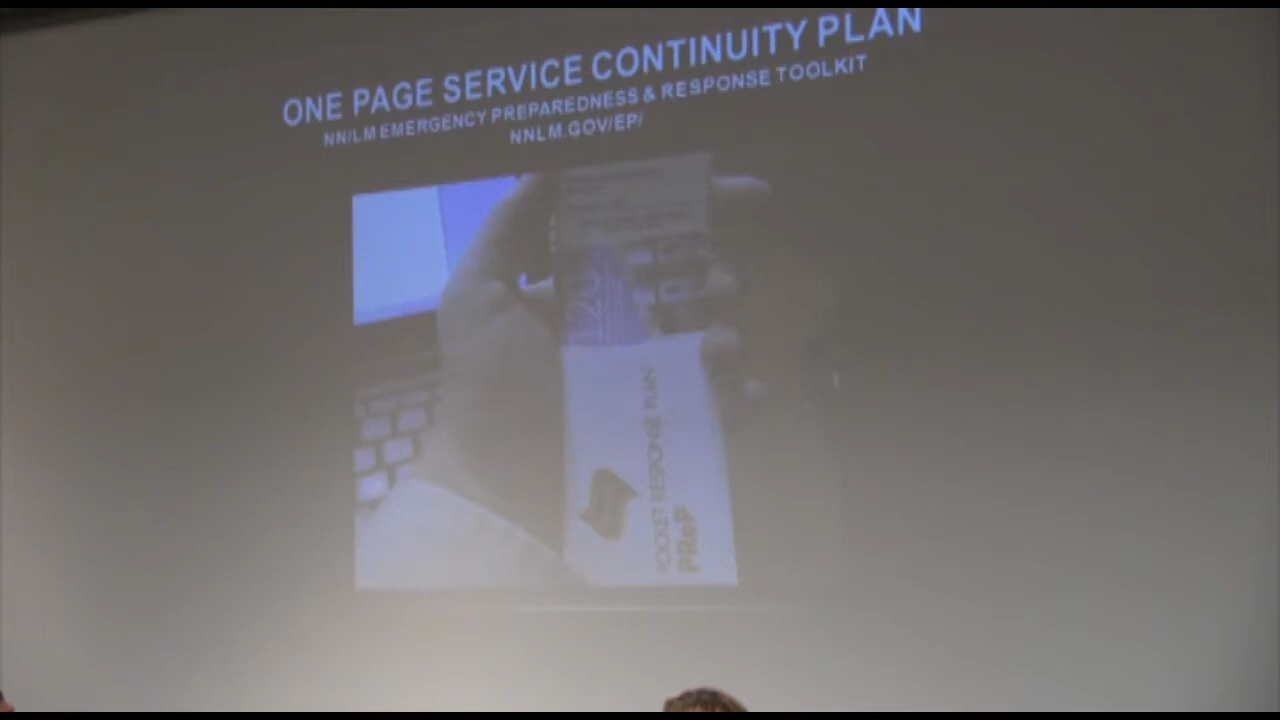 ONE PAGE SERVICE CONTINUITY PLAN
NN/LM EMERGENCY PREPAREDNESS & RESPONSE TOOLKIT
NNLM.GOV/EP/
POCKET RESPONSE PLAN
PReP